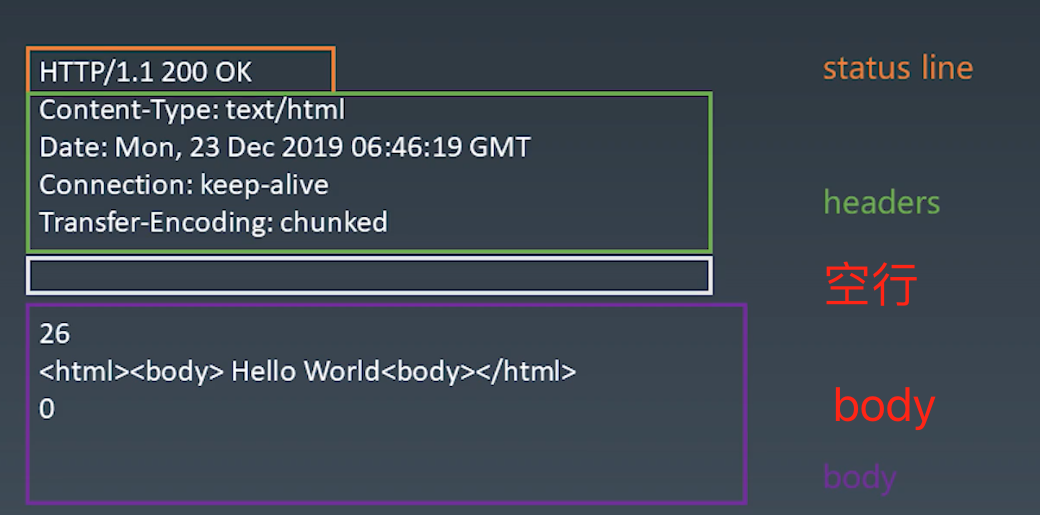 HTTP/1.1 200 OK
status line
Content-Type: text/html
Date: Mon, 23 Dec 2019 06:46:19 GMT
Connection: keep-alive
Transfer-Encoding: chunked
headers
空行
26
<html><body> Hello World<body></html>
0
body
body